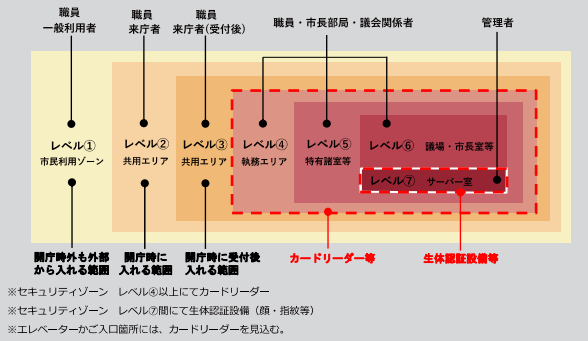 職員
一般利用者
職員
来庁者
職員
来庁者(受付後)
職員・市長部局・議会関係者
管理者
レベル①
市民利用ゾーン
レベル②
共用エリア
レベル③
共用エリア
レベル④
執務エリア
レベル⑤
特有諸室等
レベル⑥
議場・市長室等
レベル⑦
サーバー室
開庁時外も外部
から入れる範囲
開庁時に
入れる範囲
開庁時に受付後
入れる範囲
カードリーダー等
生体認証設備等
※セキュリティゾーン　レベル④以上にてカードリーダー
※セキュリティゾーン　レベル⑦間にて生体認証設備（顔・指紋等）
※エレベーターかご入口箇所には、カードリーダーを見込む。